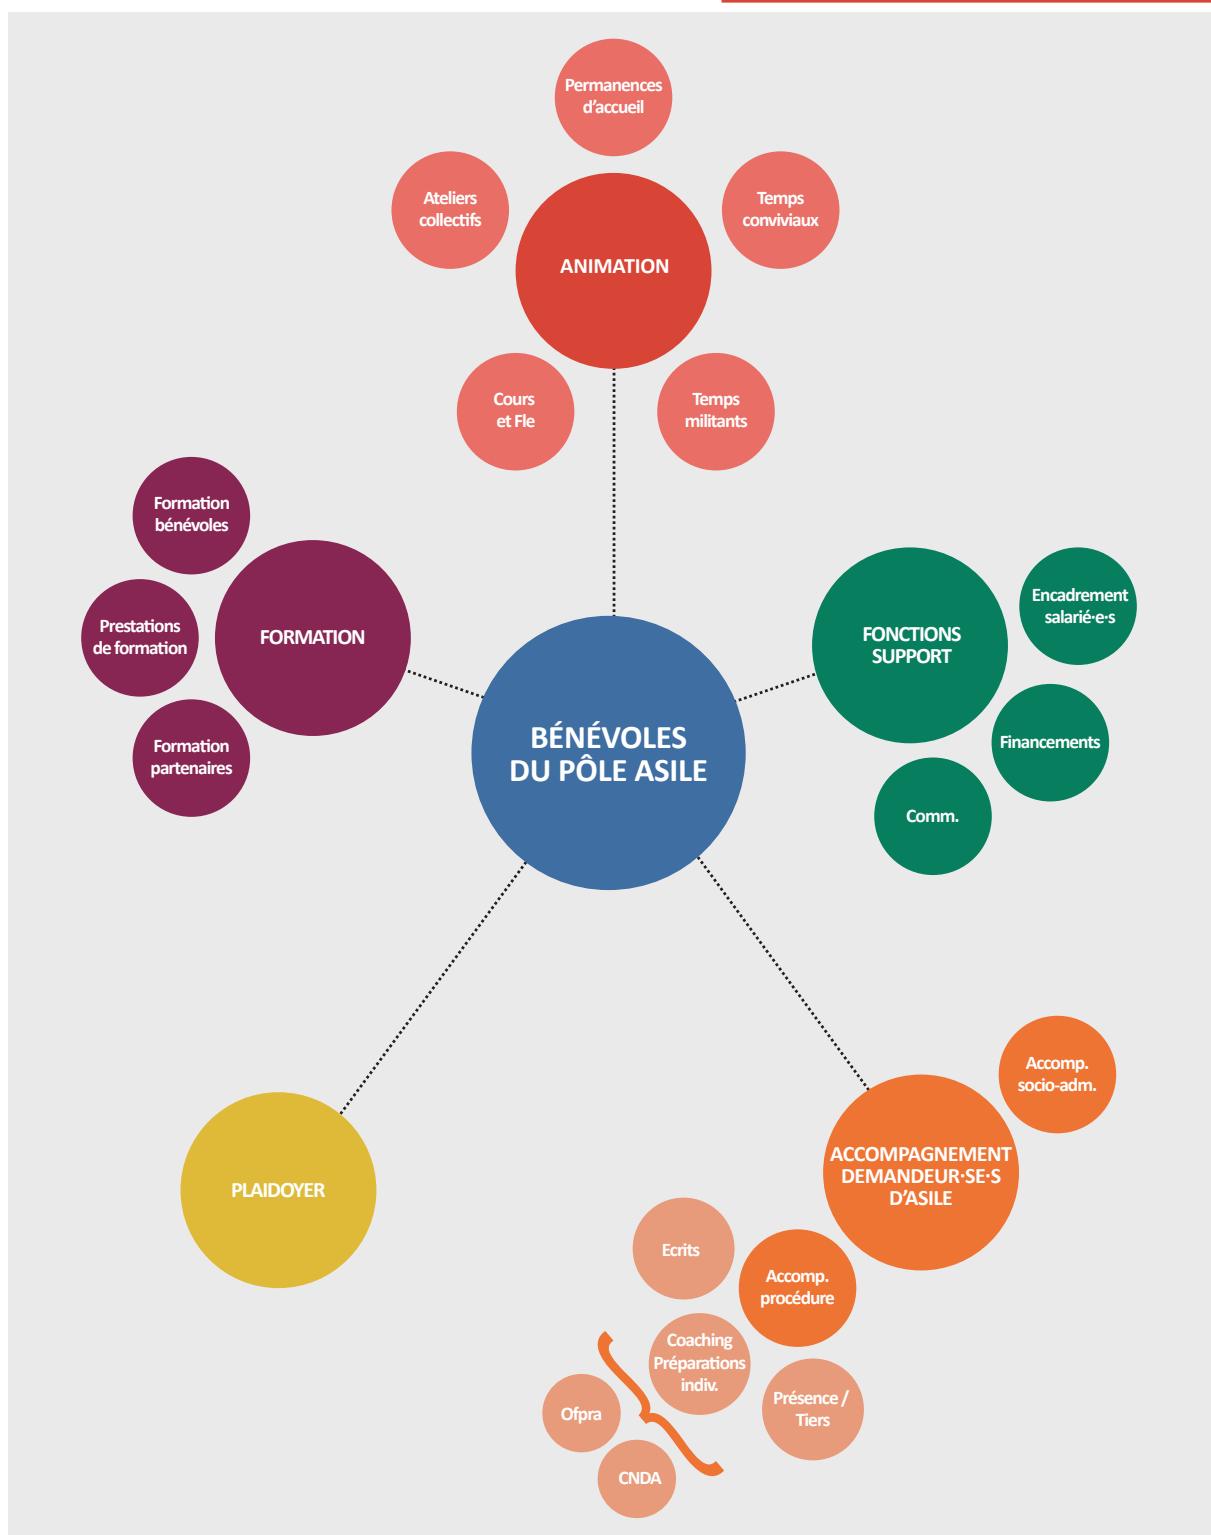 Permanences
d'accueil
Ateliers
collectifs
Temps
conviviaux
ANIMATION
Cours
et Fle
Temps
militants
Formation
bénévoles
Prestations
de formation
FORMATION
Formation
partenaires
FONCTIONS
SUPPORT
Encadrement
salarié·e·s
Financements
Comm.
BÉNÉVOLES
DU PÔLE ASILE
PLAIDOYER
Accomp.
socio-adm.
ACCOMPAGNEMENT
DEMANDEUR·SE·S
D'ASILE
Ecrits
Accomp.
procédure
Coaching
Préparations
indiv.
Présence /
Tiers
Ofpra
CNDA